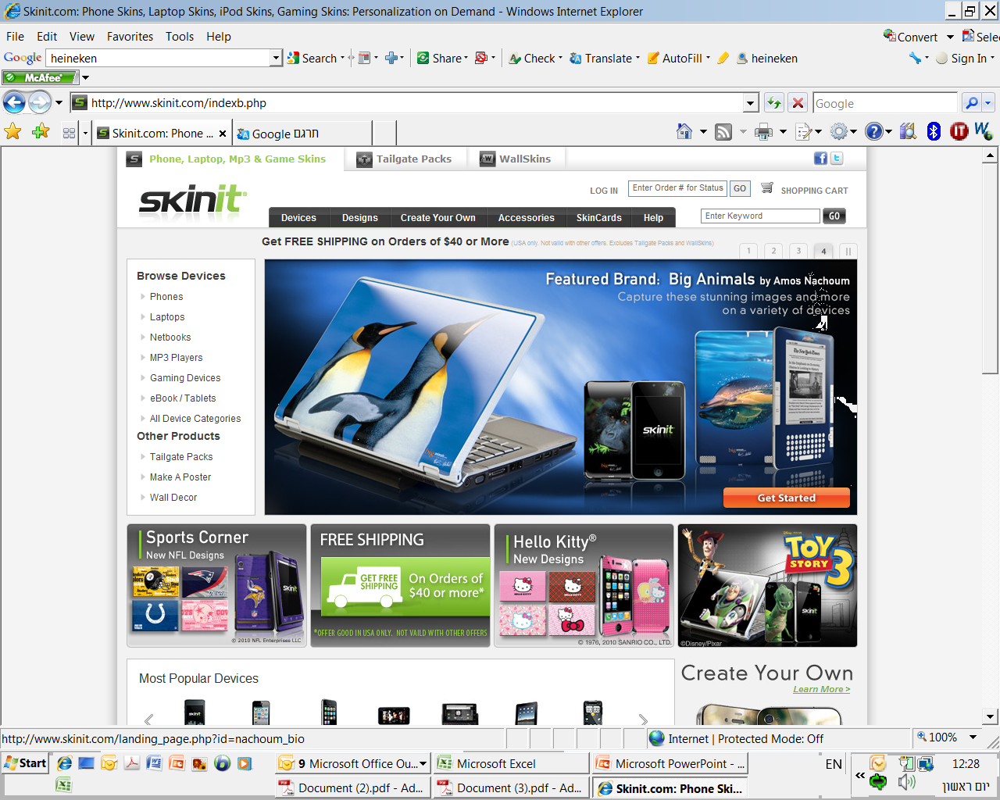 Skinit.com: Phone Skins, Laptop Skins, iPod Skins, Gaming Skins: Personalization on Demand - Windows Internet Explorer
File Edit View Favorites Tools Help
Convert Selec
Google heineken Search Share Check Translate AutoFill heineken Sign In
McAfee
http://www.skinit.com/indexb.php Google
Skinit.com: Phone ... Google תרגם
Phone, Laptop, Mp3 & Game Skins Tailgate Packs WallSkins
skinit
LOG IN Enter Order # for Status GO SHOPPING CART
Devices Designs Create Your Own Accessories SkinCards Help Enter Keyword GO
Get FREE SHIPPING on Orders of $40 or More (USA only. Not valid with other offers. Excludes Tailgate Packs and WallSkins)
1 2 3 4 II
Browse Devices
Phones
Laptops
Netbooks
MP3 Players
Gaming Devices
eBook / Tablets
All Device Categories
Other Products
Tailgate Packs
Make A Poster
Wall Decor
Featured Brand: Big Animals by Amos Nachoum
Capture these stunning images and more
on a variety of devices
The New York Times
skinit
Get Started
Sports Corner
New NFL Designs
skinit
© 2010 NFL Enterprises LLC
FREE SHIPPING
GET FREE
SHIPPING
On Orders of
$40 or more*
*OFFER GOOD IN USA ONLY. NOT VAILD WITH OTHER OFFERS
Hello Kitty®
New Designs
HELLO KITTY
© 1976, 2010 SANRIO CO., LTD.
TOY
STORY 3
skinit
©Disney/Pixar
Most Popular Devices
skinit
Create Your Own
Learn More >
http://www.skinit.com/landing_page.php?id=nachoum_bio Internet | Protected Mode: Off 100%
Start 9 Microsoft Office Ou... Microsoft Excel Microsoft PowerPoint - ... EN 12:28
Document (2).pdf - Ad... Document (3).pdf - Ad... Skinit.com: Phone Ski... יום ראשון